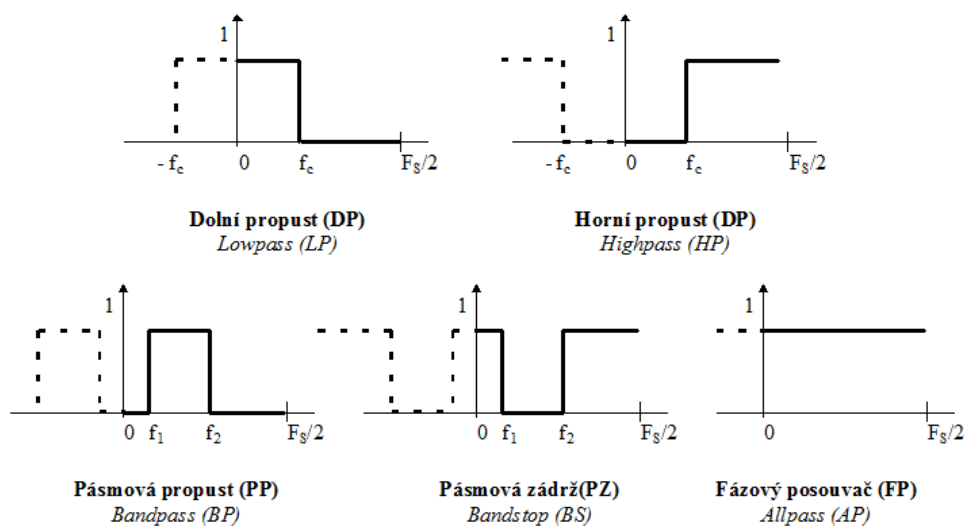 1
1
- f_c 0 f_c F_S/2
- f_c 0 f_c F_S/2
Dolní propust (DP)
Lowpass (LP)
Horní propust (DP)
Highpass (HP)
1
1
1
0 f_1 f_2 F_S/2
0 f_1 f_2 F_S/2
0 F_S/2
Pásmová propust (PP)
Bandpass (BP)
Pásmová zádrž(PZ)
Bandstop (BS)
Fázový posouvač (FP)
Allpass (AP)